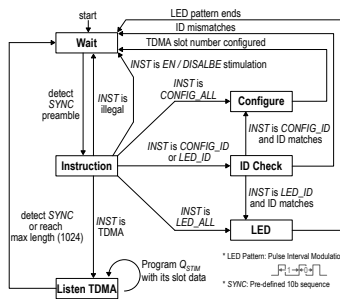 start
LED pattern ends
ID mismatches
TDMA slot number configured
Wait
INST is EN / DISALBE stimulation
detect
SYNC
preamble
INST is
illegal
INST is
CONFIG_ALL
Configure
INST is CONFIG_ID
or LED_ID
INST is CONFIG_ID
and ID matches
Instruction
ID Check
INST is LED_ID
and ID matches
INST is
LED_ALL
detect SYNC
or reach
max length (1024)
INST is
TDMA
LED
Program QSTIM
with its slot data
* LED Pattern: Pulse Interval Modulation
1
0
* SYNC: Pre-defined 10b sequence
Listen TDMA